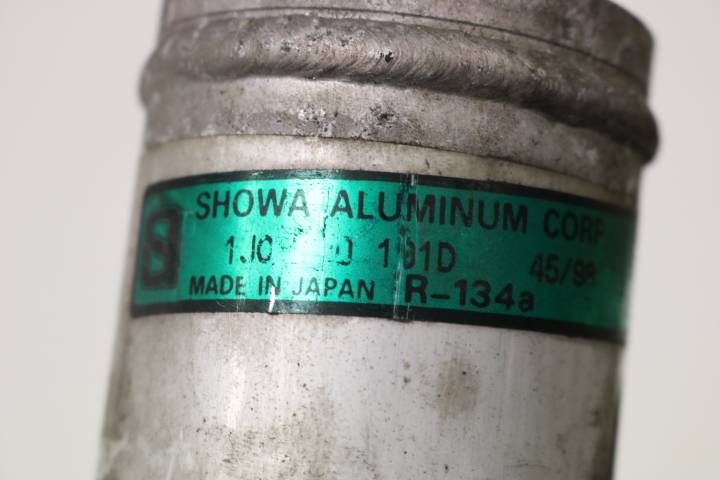 SHOWA ALUMINUM CORP
S
101D 45/98
MADE IN JAPAN R-134a